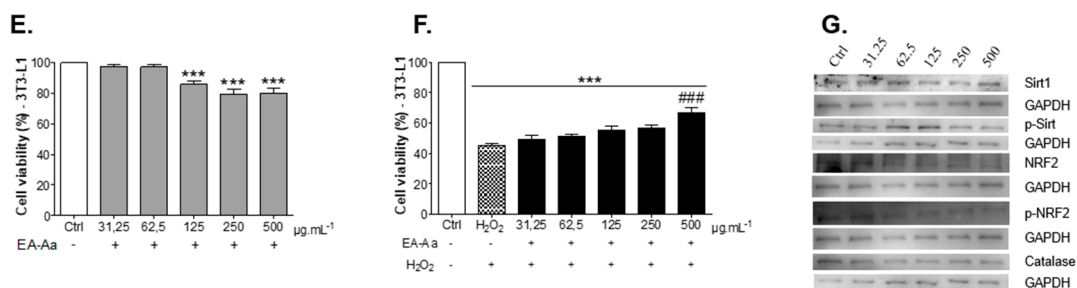 E.
Cell viability (%) - 3T3-L1
100
80
60
40
20
0
*** *** ***
Ctrl 31,25 62,5 125 250 500 µg.mL⁻¹
EA-Aa - + + + + +
F.
Cell viability (%) - 3T3-L1
100
80
60
40
20
0
***
###
Ctrl H₂O₂ 31,25 62,5 125 250 500 µg.mL⁻¹
EA-Aa - - + + + + +
H₂O₂ - + + + + + +
G.
Ctrl 31.25 62.5 125 250 500
Sirt1
GAPDH
p-Sirt
GAPDH
NRF2
GAPDH
p-NRF2
GAPDH
Catalase
GAPDH